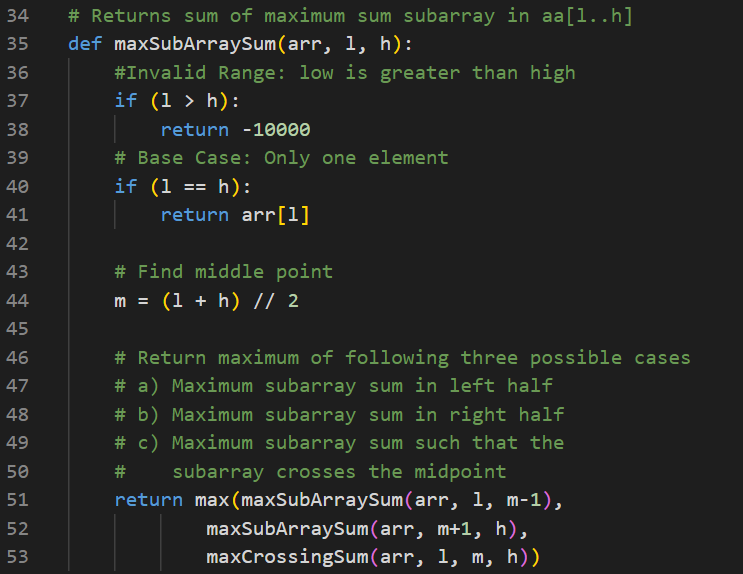 34 # Returns sum of maximum sum subarray in aa[l..h]
35 def maxSubArraySum(arr, l, h):
36     #Invalid Range: low is greater than high
37     if (l > h):
38         return -10000
39     # Base Case: Only one element
40     if (l == h):
41         return arr[l]
42
43     # Find middle point
44     m = (l + h) // 2
45
46     # Return maximum of following three possible cases
47     # a) Maximum subarray sum in left half
48     # b) Maximum subarray sum in right half
49     # c) Maximum subarray sum such that the
50     #    subarray crosses the midpoint
51     return max(maxSubArraySum(arr, l, m-1),
52             maxSubArraySum(arr, m+1, h),
53             maxCrossingSum(arr, l, m, h))